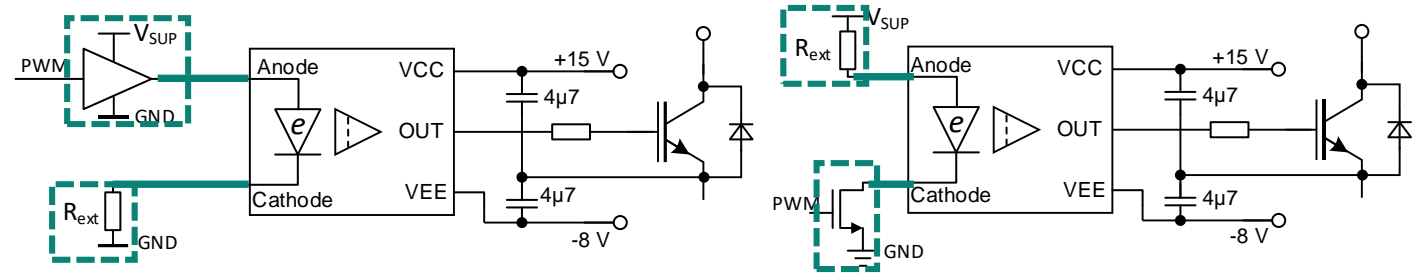 VSUP
PWM
GND
Anode
e
Cathode
Rext
GND
VCC
OUT
VEE
+15 V
4µ7
4µ7
-8 V
VSUP
Rext
Anode
e
Cathode
PWM
GND
VCC
OUT
VEE
+15 V
4µ7
4µ7
-8 V